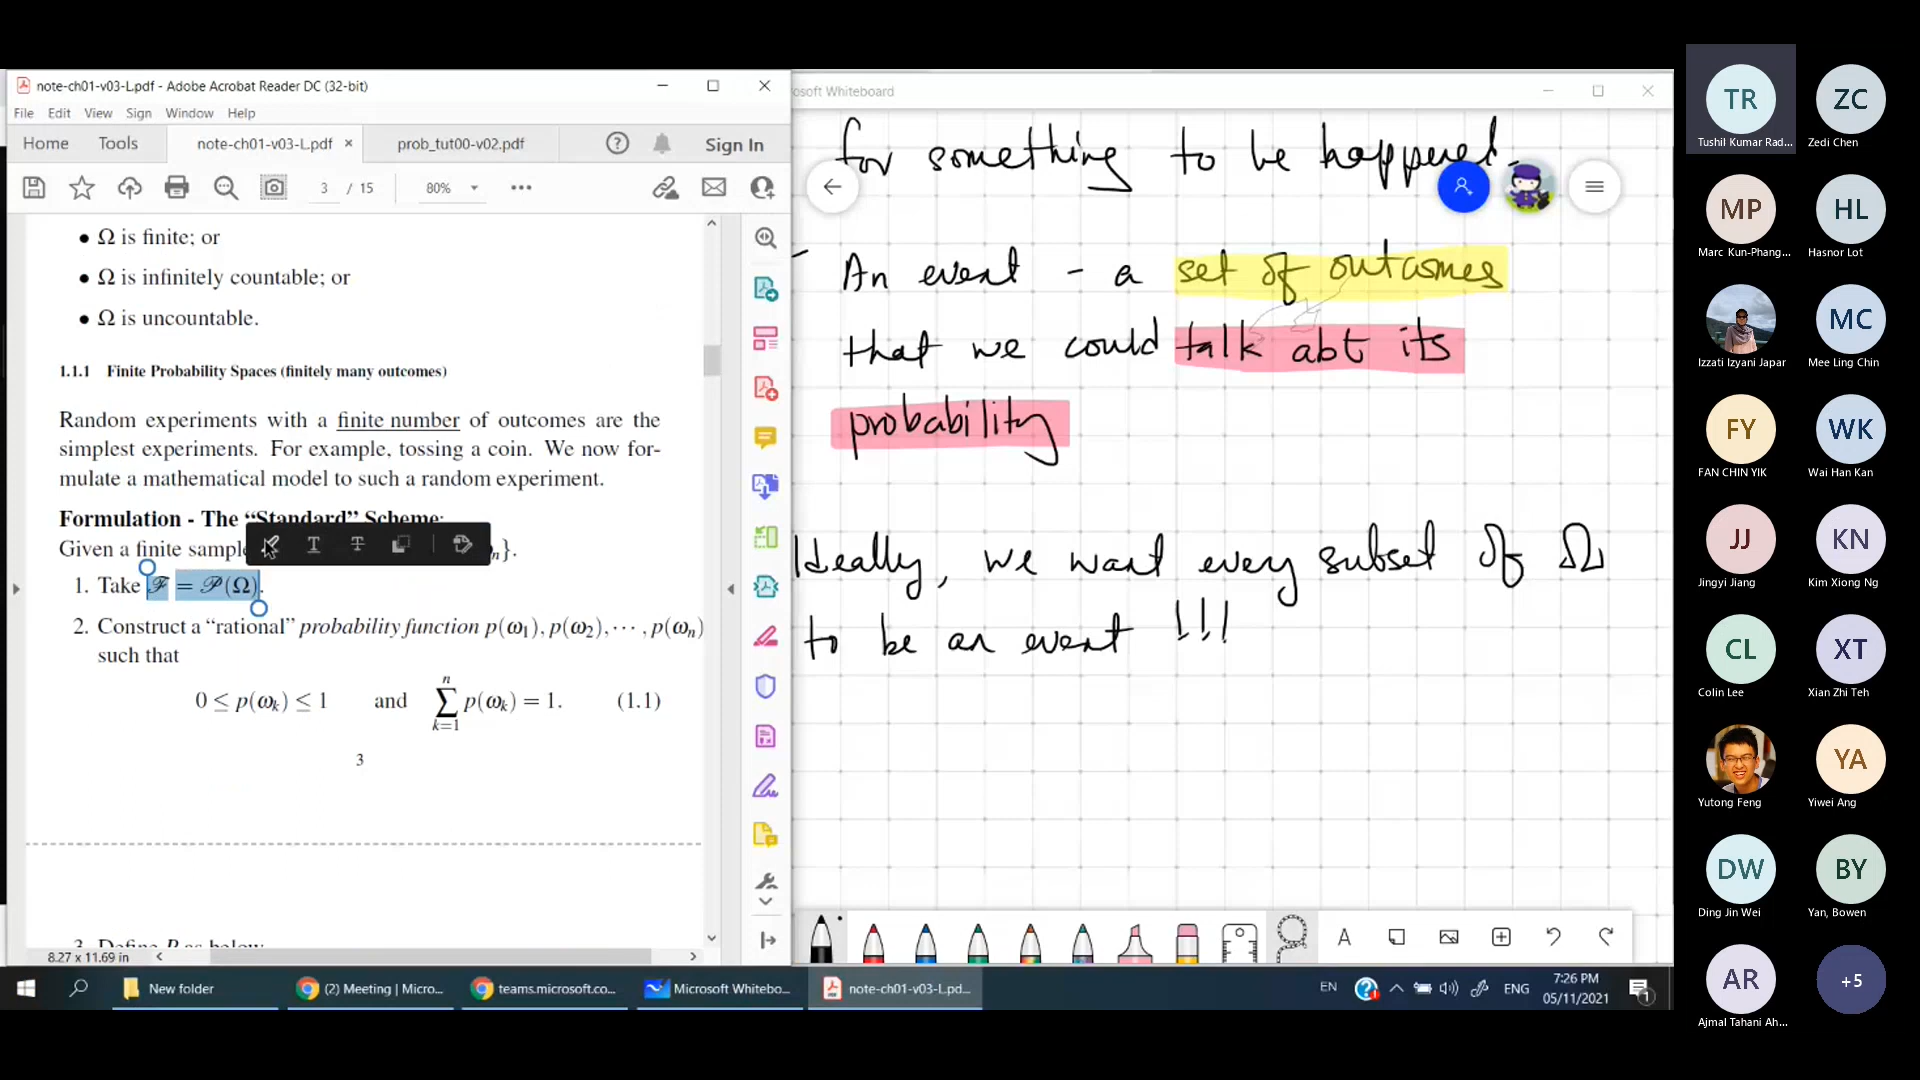 note-ch01-v03-L.pdf - Adobe Acrobat Reader DC (32-bit)
File Edit View Sign Window Help
Home Tools note-ch01-v03-L.pdf × prob_tut00-v02.pdf Sign In
3 / 15 80%
• Ω is finite; or
• Ω is infinitely countable; or
• Ω is uncountable.
1.1.1 Finite Probability Spaces (finitely many outcomes)
Random experiments with a finite number of outcomes are the
simplest experiments. For example, tossing a coin. We now for-
mulate a mathematical model to such a random experiment.
Formulation - The “Standard” Scheme:
Given a finite sample
n}.
1. Take ℱ = 𝒫(Ω).
2. Construct a “rational” probability function p(ω₁), p(ω₂), ⋯ , p(ωₙ)
such that
0 ≤ p(ωₖ) ≤ 1 and ∑ₖ₌₁ⁿ p(ωₖ) = 1. (1.1)
3
3. Define P as below
8.27 x 11.69 in
osoft Whiteboard
for something to be happened.
- An event - a set of outcomes
that we could talk abt its
probability
Ideally, we want every subset of Ω
to be an event !!!
TR
Tushil Kumar Rad...
ZC
Zedi Chen
MP
Marc Kun-Phang...
HL
Hasnor Lot
Izzati Izyani Japar
MC
Mee Ling Chin
FY
FAN CHIN YIK
WK
Wai Han Kan
JJ
Jingyi Jiang
KN
Kim Xiong Ng
CL
Colin Lee
XT
Xian Zhi Teh
Yutong Feng
YA
Yiwei Ang
DW
Ding Jin Wei
BY
Yan, Bowen
AR
Ajmal Tahani Ah...
+5
New folder
(2) Meeting | Micro...
teams.microsoft.co...
Microsoft Whitebo...
note-ch01-v03-L.pd...
EN
ENG
7:26 PM
05/11/2021
1